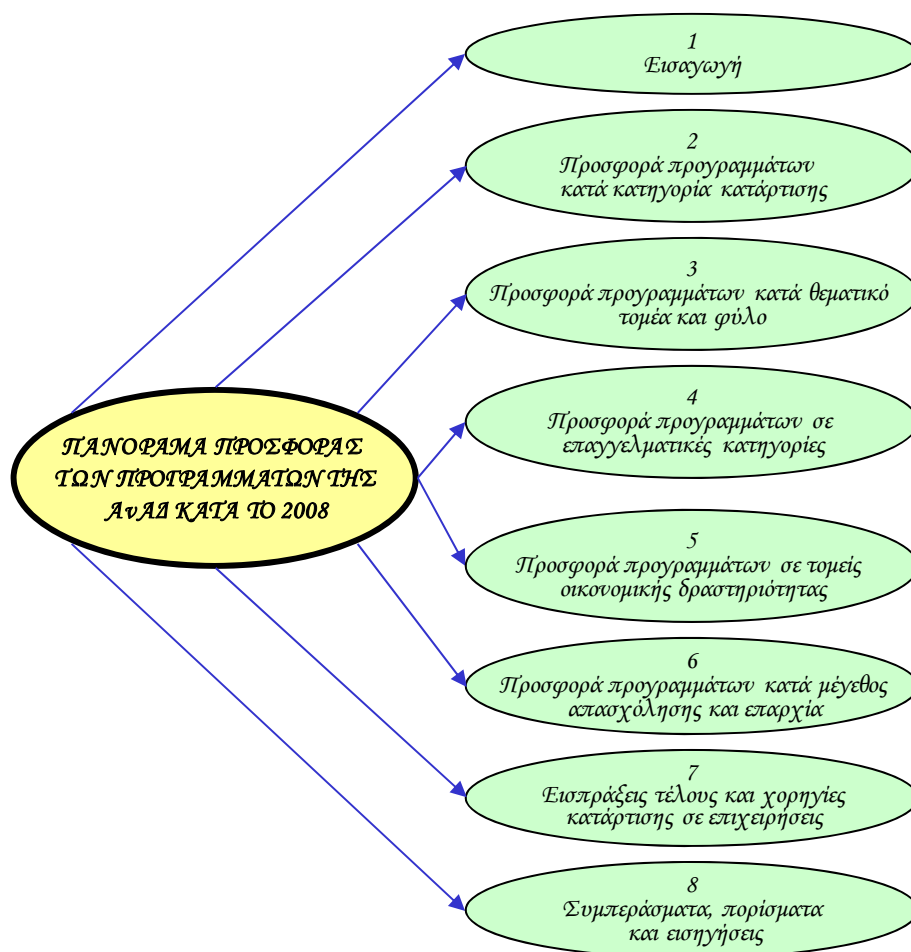 1
Εισαγωγή
2
Προσφορά προγραμμάτων
κατά κατηγορία κατάρτισης
3
Προσφορά προγραμμάτων κατά θεματικό
τομέα και φύλο
4
Προσφορά προγραμμάτων σε
επαγγελματικές κατηγορίες
ΠΑΝΟΡΑΜΑ ΠΡΟΣΦΟΡΑΣ
ΤΩΝ ΠΡΟΓΡΑΜΜΑΤΩΝ ΤΗΣ
ΑνΑΔ ΚΑΤΑ ΤΟ 2008
5
Προσφορά προγραμμάτων σε τομείς
οικονομικής δραστηριότητας
6
Προσφορά προγραμμάτων κατά μέγεθος
απασχόλησης και επαρχία
7
Εισπράξεις τέλους και χορηγίες
κατάρτισης σε επιχειρήσεις
8
Συμπεράσματα, πορίσματα
και εισηγήσεις